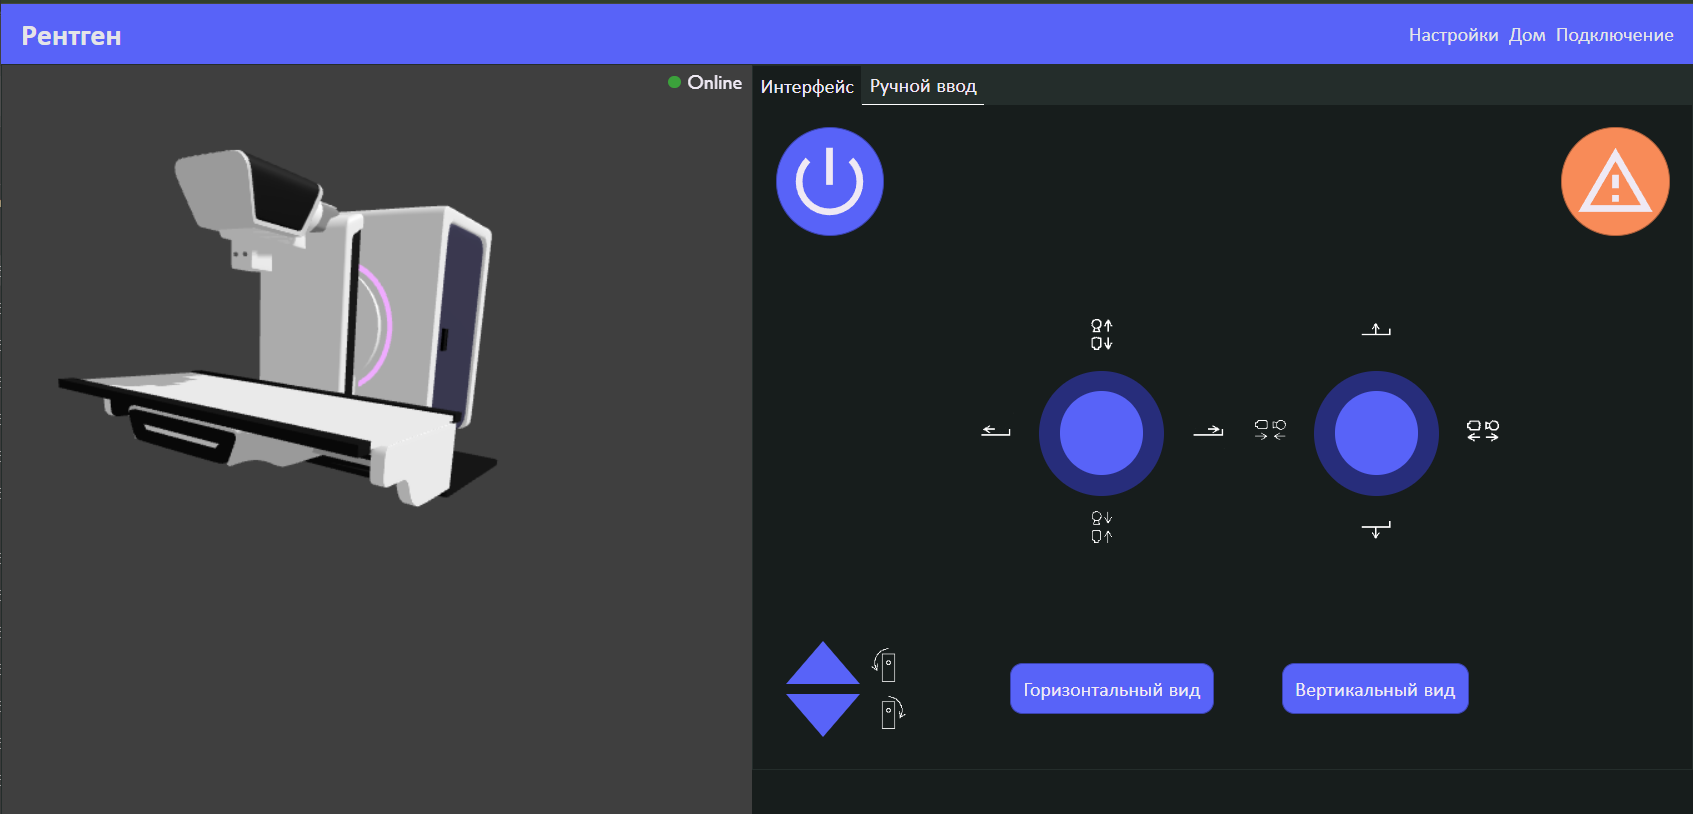 Рентген
Настройки Дом Подключение
Online
Интерфейс Ручной ввод
Горизонтальный вид Вертикальный вид